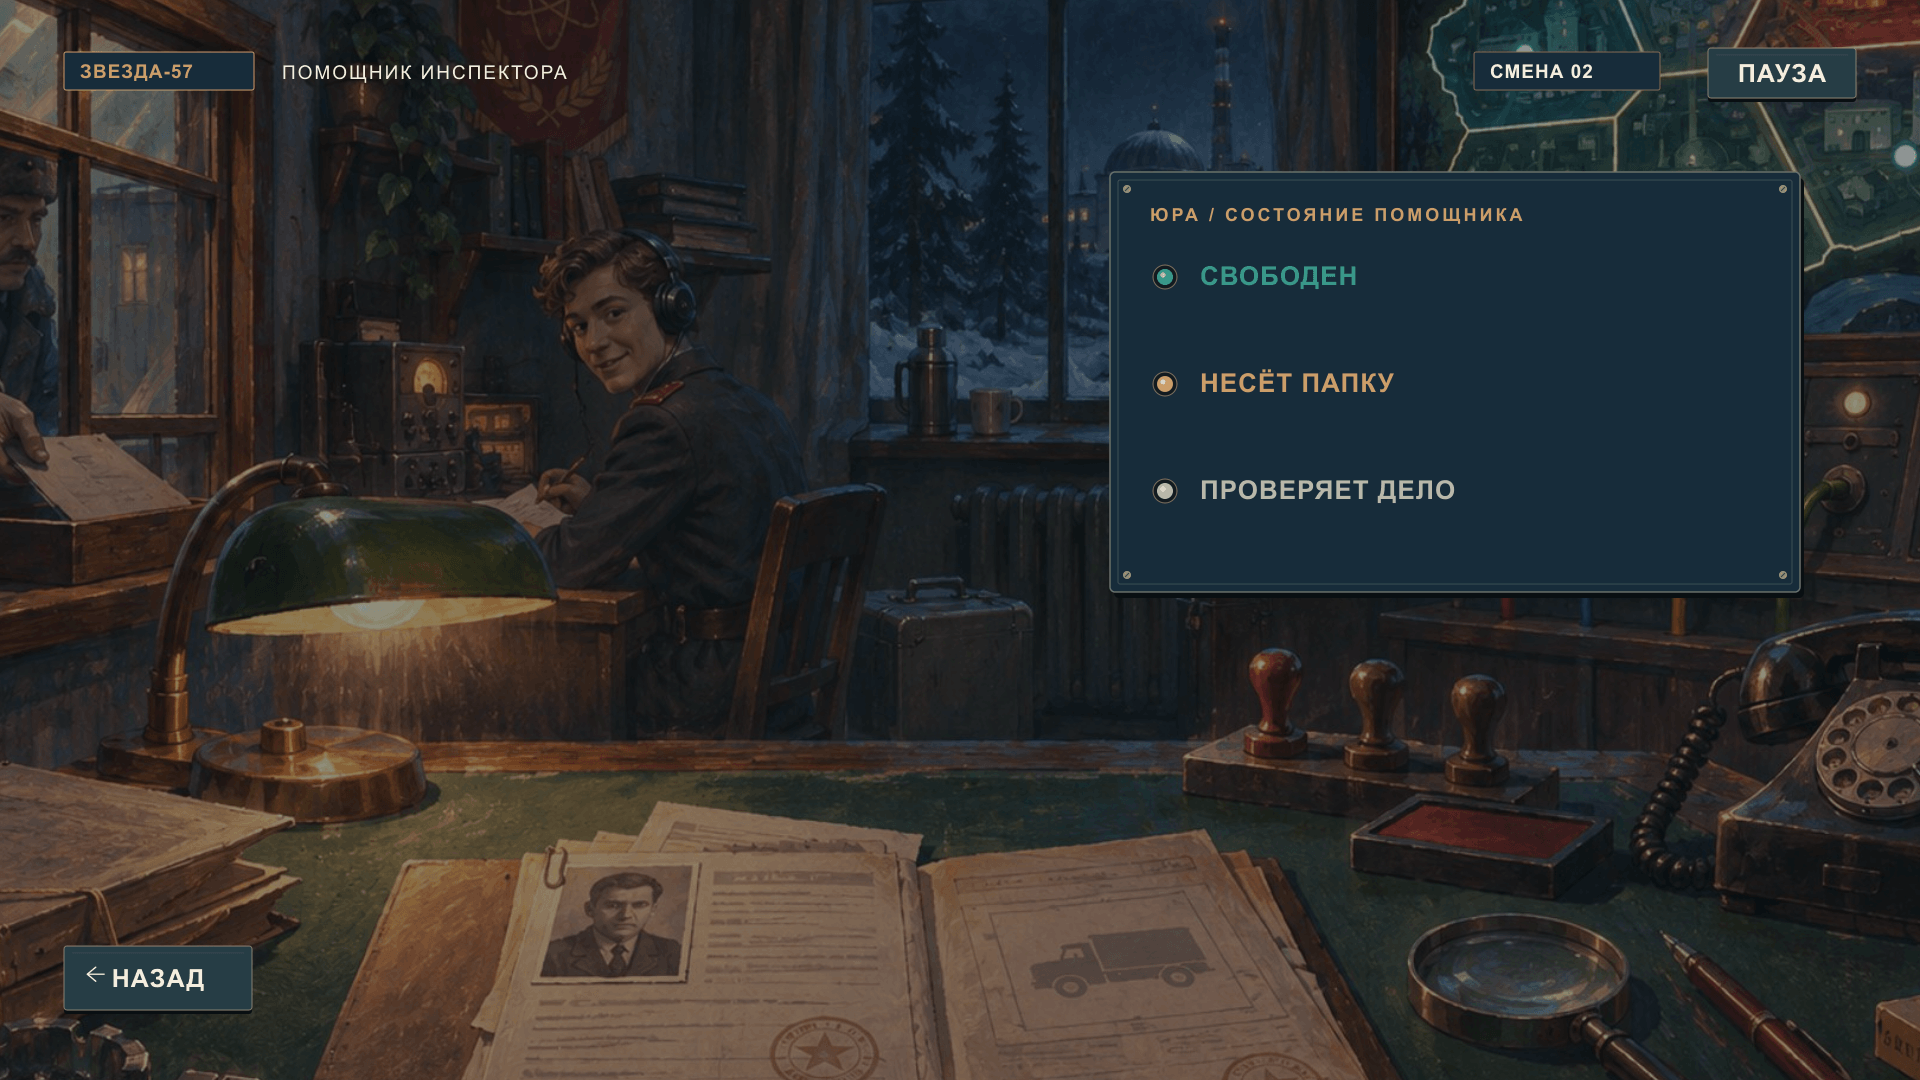 ЗВЕЗДА-57
ПОМОЩНИК ИНСПЕКТОРА
СМЕНА 02
ПАУЗА
ЮРА / СОСТОЯНИЕ ПОМОЩНИКА
СВОБОДЕН
НЕСЁТ ПАПКУ
ПРОВЕРЯЕТ ДЕЛО
← НАЗАД